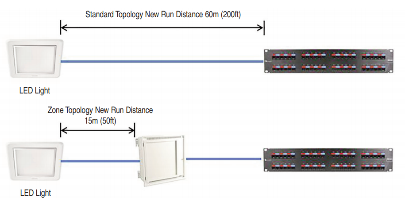 Standard Topology New Run Distance 60m (200ft)
LED Light
Zone Topology New Run Distance
15m (50ft)
LED Light